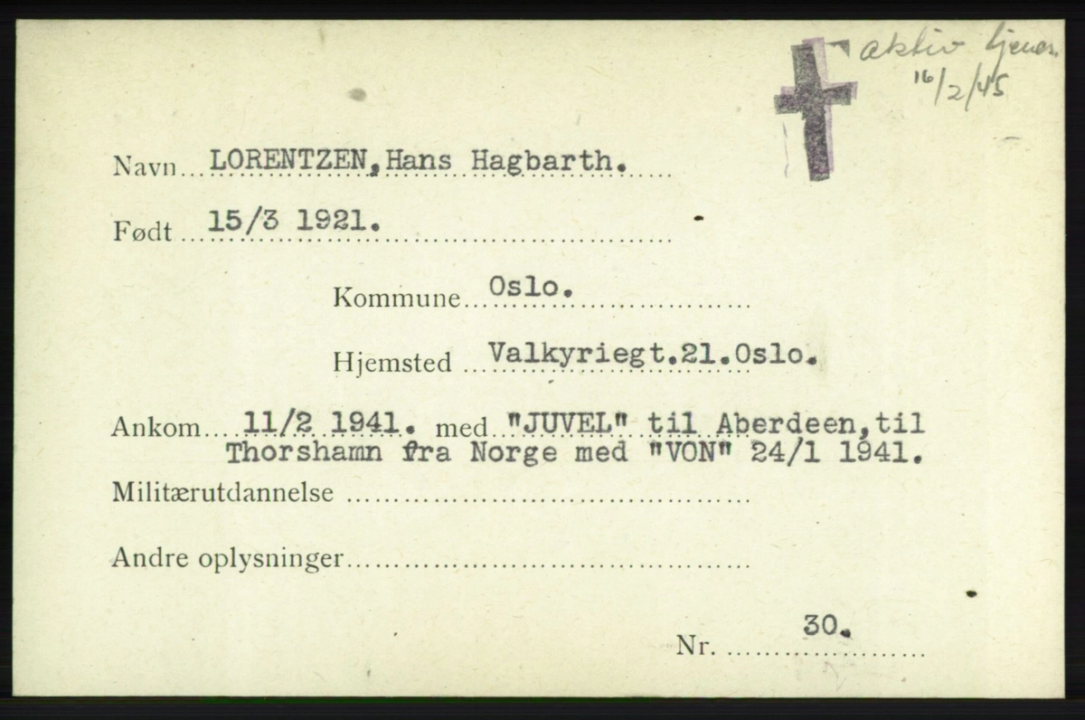 aktiv tjenes.
16/2/45
Navn... LORENTZEN,Hans Hagbarth.
Født ... 15/3 1921.
Kommune... Oslo.
Hjemsted ... Valkyriegt.21.Oslo.
Ankom... 11/2 1941. med "JUVEL" til Aberdeen,til
Thorshamn fra Norge med "VON" 24/1 1941.
Militærutdannelse ...
Andre oplysninger...
Nr. ... 30.